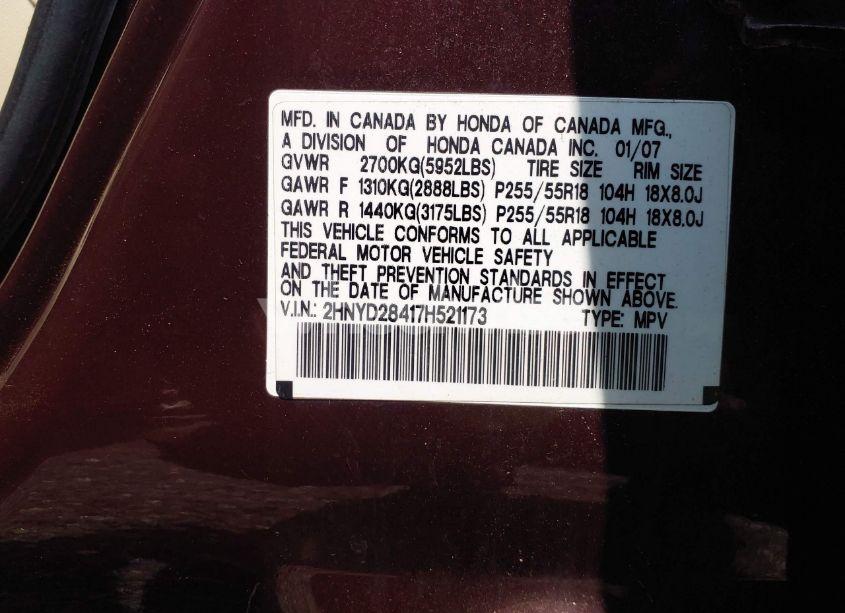 MFD. IN CANADA BY HONDA OF CANADA MFG.,
A DIVISION OF HONDA CANADA INC. 01/07
GVWR 2700KG(5952LBS) TIRE SIZE RIM SIZE
GAWR F 1310KG(2888LBS) P255/55R18 104H 18X8.0J
GAWR R 1440KG(3175LBS) P255/55R18 104H 18X8.0J
THIS VEHICLE CONFORMS TO ALL APPLICABLE
FEDERAL MOTOR VEHICLE SAFETY
AND THEFT PREVENTION STANDARDS IN EFFECT
ON THE DATE OF MANUFACTURE SHOWN ABOVE.
V.I.N.: 2HNYD28417H521173 TYPE: MPV